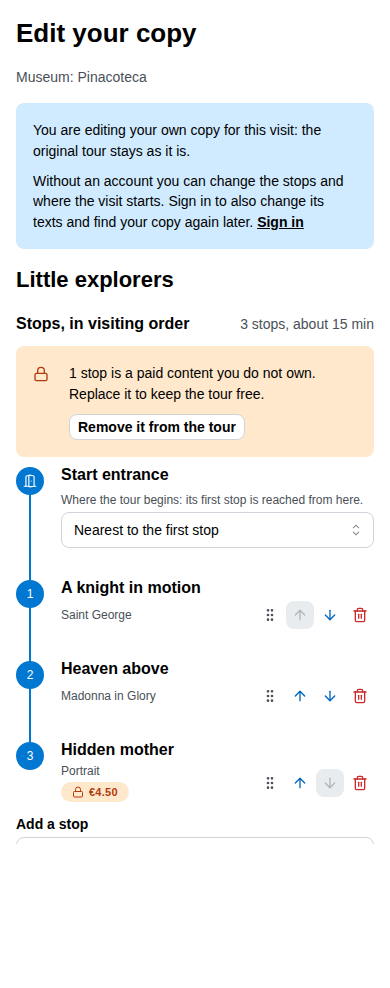 Edit your copy
Museum: Pinacoteca
You are editing your own copy for this visit: the
original tour stays as it is.
Without an account you can change the stops and
where the visit starts. Sign in to also change its
texts and find your copy again later. Sign in
Little explorers
Stops, in visiting order
3 stops, about 15 min
1 stop is a paid content you do not own.
Replace it to keep the tour free.
Remove it from the tour
Start entrance
Where the tour begins: its first stop is reached from here.
Nearest to the first stop
1
A knight in motion
Saint George
2
Heaven above
Madonna in Glory
3
Hidden mother
Portrait
€4.50
Add a stop